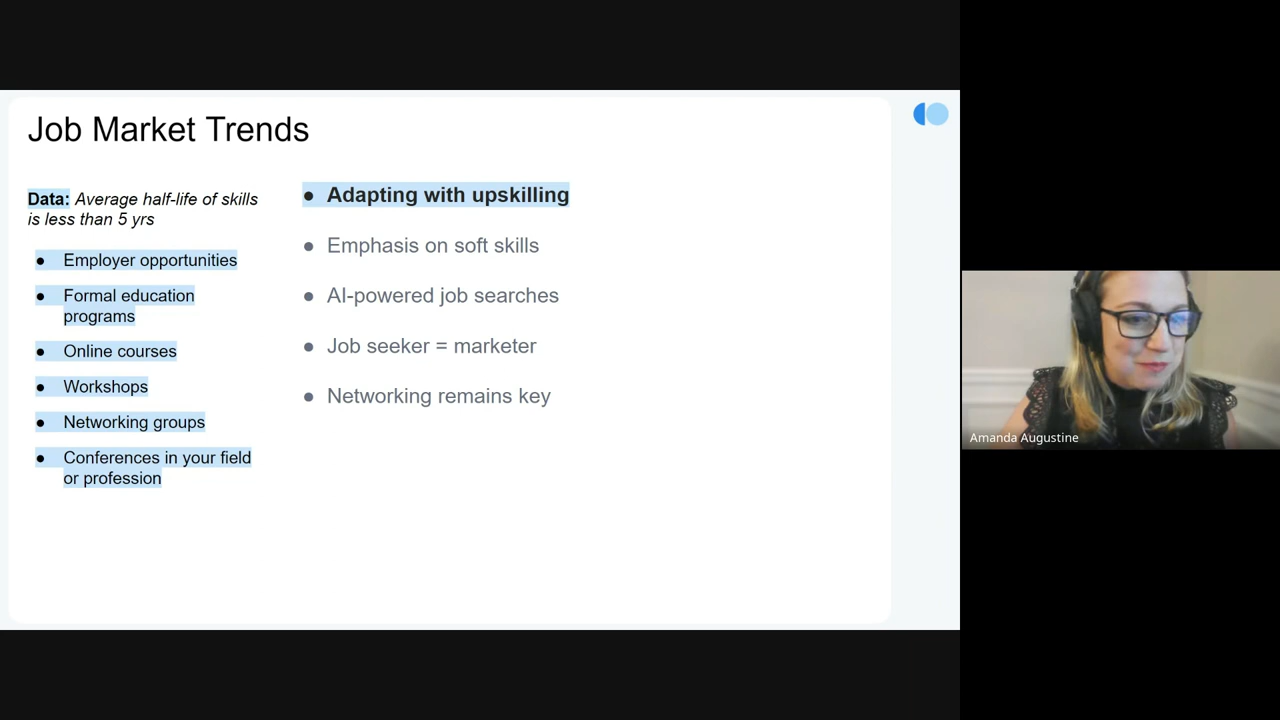 Job Market Trends
Data: Average half-life of skills
is less than 5 yrs
● Employer opportunities
● Formal education
programs
● Online courses
● Workshops
● Networking groups
● Conferences in your field
or profession
● Adapting with upskilling
● Emphasis on soft skills
● AI-powered job searches
● Job seeker = marketer
● Networking remains key
Amanda Augustine